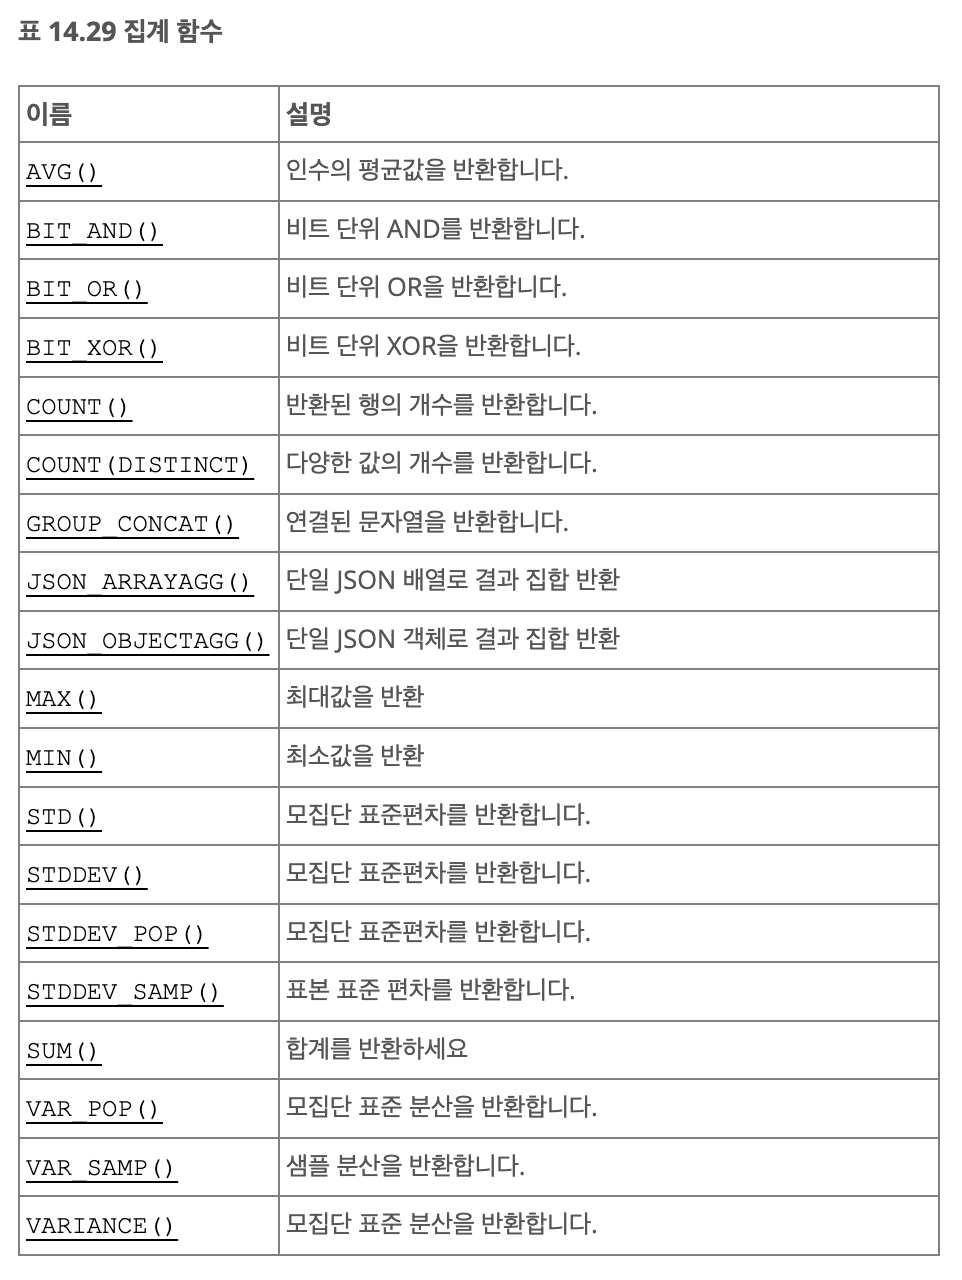 표 14.29 집계 함수
이름 설명
AVG() 인수의 평균값을 반환합니다.
BIT_AND() 비트 단위 AND를 반환합니다.
BIT_OR() 비트 단위 OR을 반환합니다.
BIT_XOR() 비트 단위 XOR을 반환합니다.
COUNT() 반환된 행의 개수를 반환합니다.
COUNT(DISTINCT) 다양한 값의 개수를 반환합니다.
GROUP_CONCAT() 연결된 문자열을 반환합니다.
JSON_ARRAYAGG() 단일 JSON 배열로 결과 집합 반환
JSON_OBJECTAGG() 단일 JSON 객체로 결과 집합 반환
MAX() 최대값을 반환
MIN() 최소값을 반환
STD() 모집단 표준편차를 반환합니다.
STDDEV() 모집단 표준편차를 반환합니다.
STDDEV_POP() 모집단 표준편차를 반환합니다.
STDDEV_SAMP() 표본 표준 편차를 반환합니다.
SUM() 합계를 반환하세요
VAR_POP() 모집단 표준 분산을 반환합니다.
VAR_SAMP() 샘플 분산을 반환합니다.
VARIANCE() 모집단 표준 분산을 반환합니다.